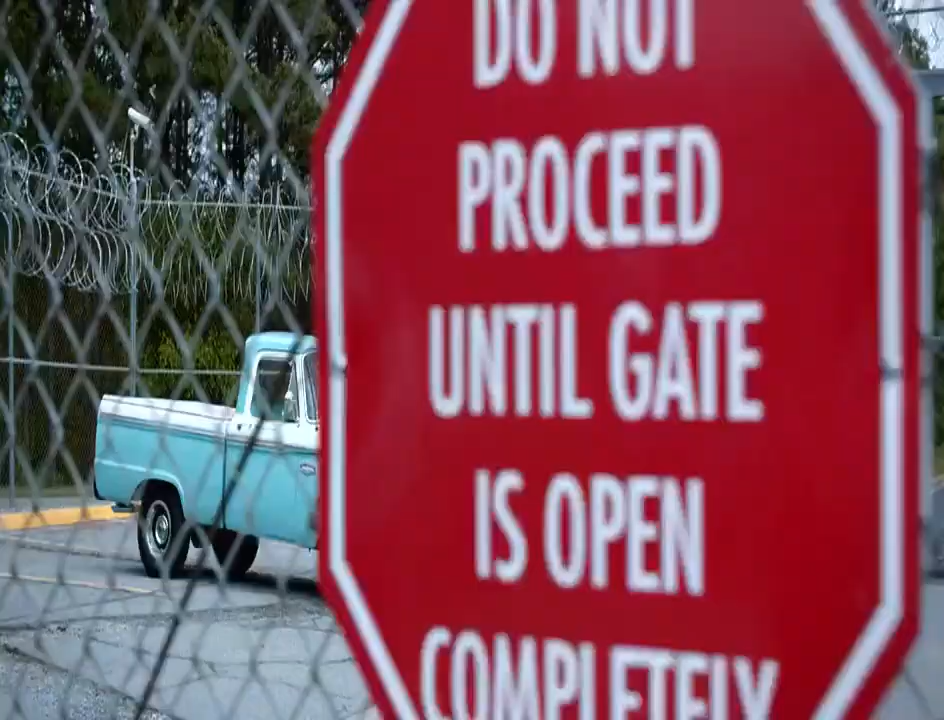 DO NOT
PROCEED
UNTIL GATE
IS OPEN
COMPLETELY